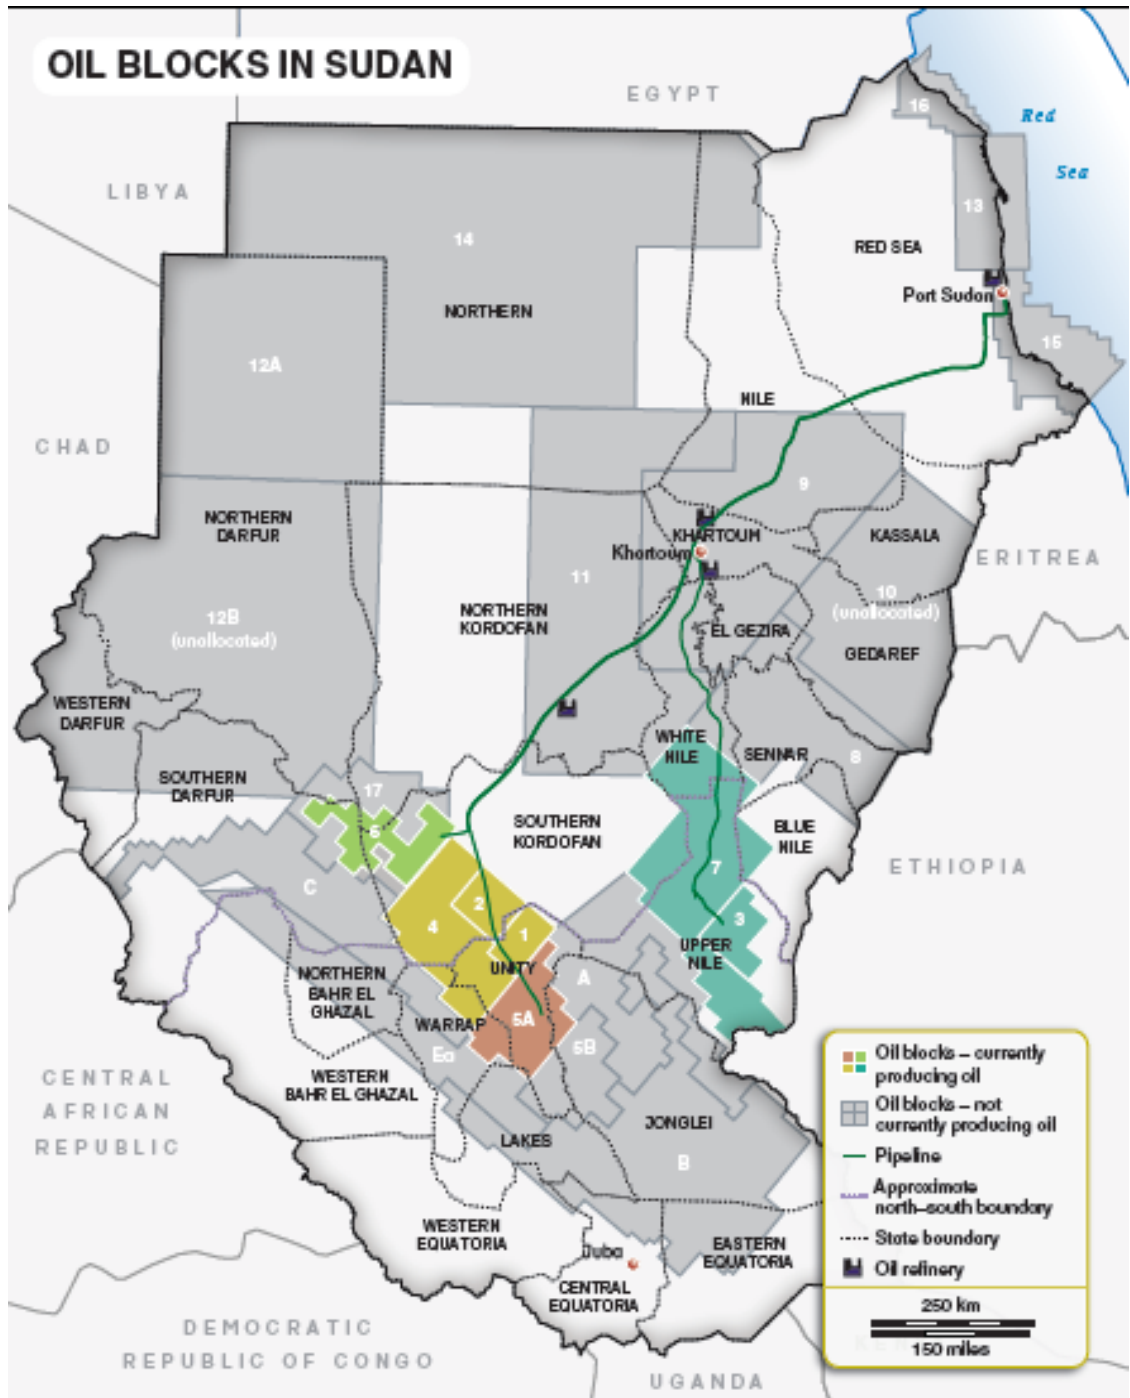 OIL BLOCKS IN SUDAN
EGYPT
16
Red
Sea
LIBYA
13
14
RED SEA
NORTHERN
Port Sudan
15
12A
NILE
CHAD
9
NORTHERN
DARFUR
KHARTOUM
KASSALA
Khartoum
ERITREA
11
10
(unallocated)
12B
(unallocated)
NORTHERN
KORDOFAN
EL GEZIRA
GEDAREF
WESTERN
DARFUR
WHITE
NILE
SENNAR
8
SOUTHERN
DARFUR
17
6
SOUTHERN
KORDOFAN
BLUE
NILE
ETHIOPIA
7
C
2
4
1
3
UPPER
NILE
UNITY
A
NORTHERN
BAHR EL
GHAZAL
WARRAP
5A
5B
Ea
WESTERN
BAHR EL GHAZAL
CENTRAL
AFRICAN
REPUBLIC
JONGLEI
LAKES
B
WESTERN
EQUATORIA
EASTERN
EQUATORIA
Juba
CENTRAL
EQUATORIA
DEMOCRATIC
REPUBLIC OF CONGO
UGANDA
Oil blocks – currently
producing oil
Oil blocks – not
currently producing oil
Pipeline
Approximate
north–south boundary
State boundary
Oil refinery
250 km
150 miles